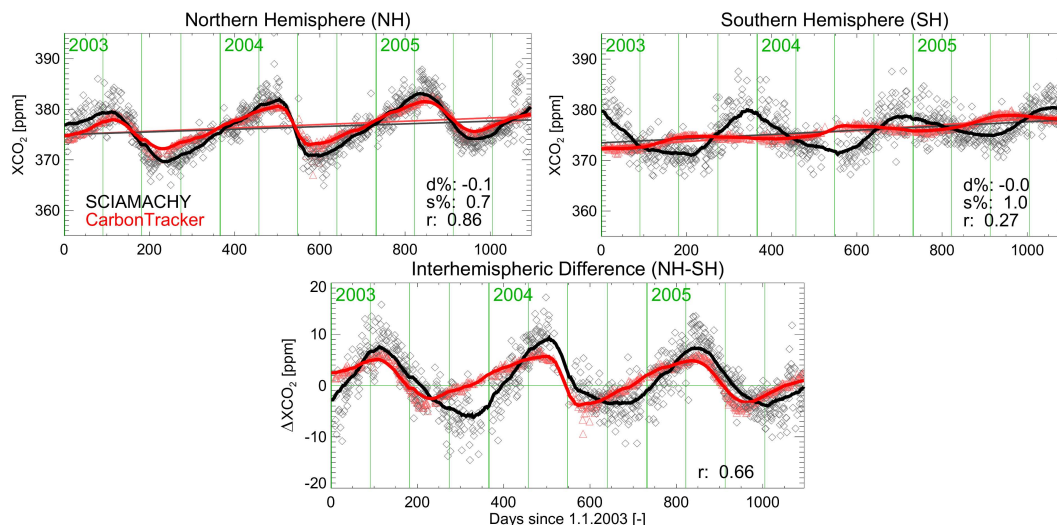 Northern Hemisphere (NH)
2003 2004 2005
390
380
370
360
XCO₂ [ppm]
SCIAMACHY
CarbonTracker
d%: -0.1
s%: 0.7
r: 0.86
0 200 400 600 800 1000
Southern Hemisphere (SH)
2003 2004 2005
390
380
370
360
XCO₂ [ppm]
d%: -0.0
s%: 1.0
r: 0.27
0 200 400 600 800 1000
Interhemispheric Difference (NH-SH)
2003 2004 2005
20
10
0
-10
-20
ΔXCO₂ [ppm]
r: 0.66
0 200 400 600 800 1000
Days since 1.1.2003 [-]